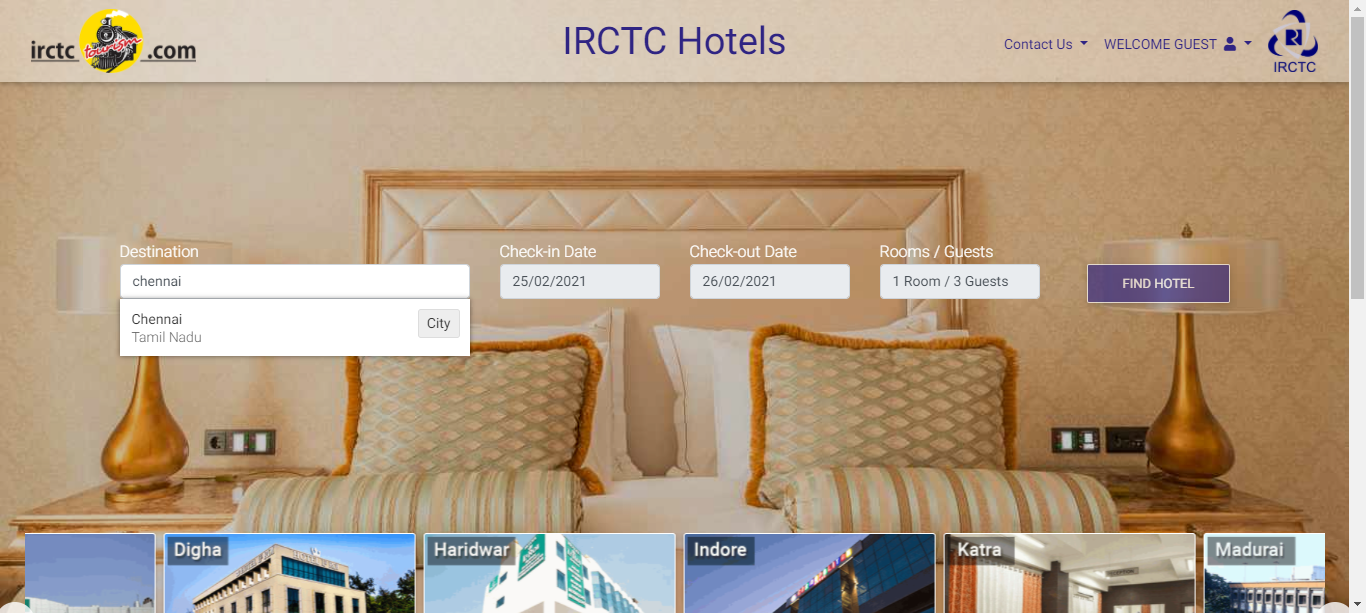 irctc tourism .com
IRCTC Hotels
Contact Us
WELCOME GUEST
IRCTC
Destination
Check-in Date
Check-out Date
Rooms / Guests
chennai
25/02/2021
26/02/2021
1 Room / 3 Guests
FIND HOTEL
Chennai
Tamil Nadu
City
Digha
Haridwar
Indore
Katra
Madurai